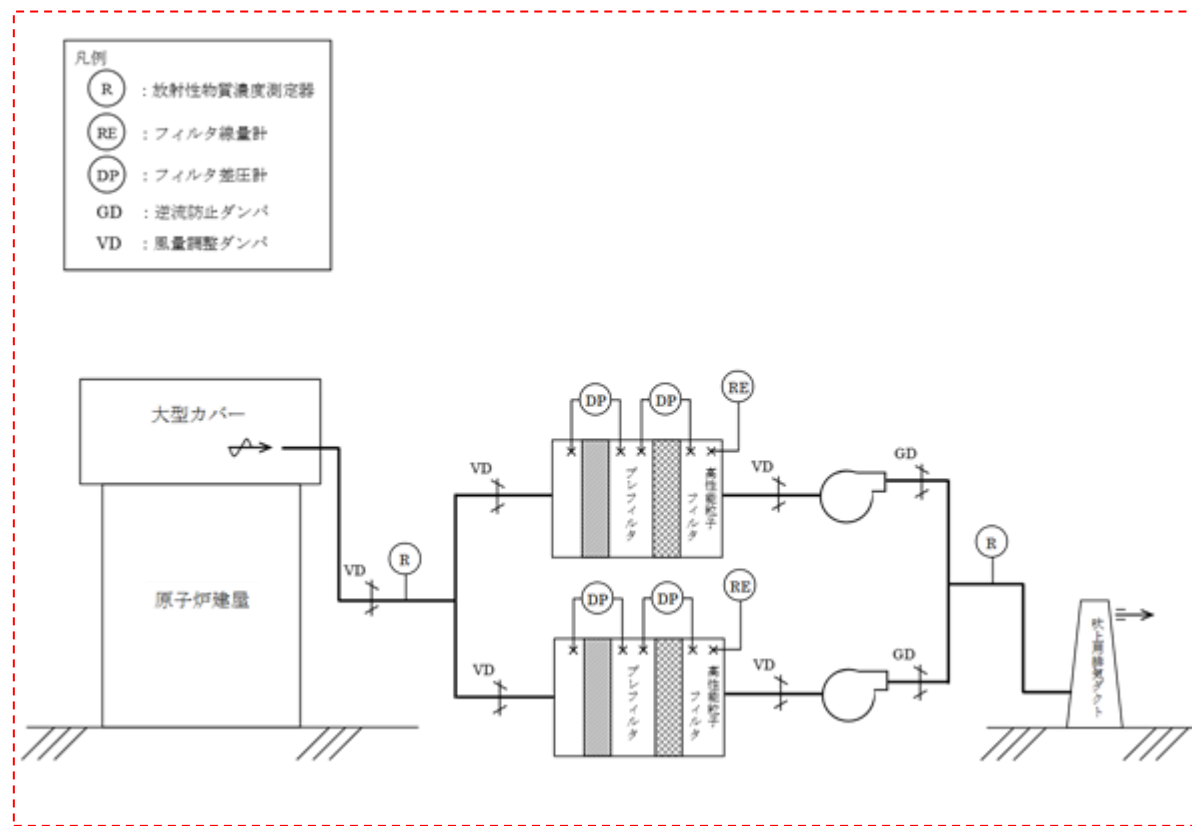 凡例
R ：放射性物質濃度測定器
RE ：フィルタ線量計
DP ：フィルタ差圧計
GD ：逆流防止ダンパ
VD ：風量調整ダンパ
大型カバー
原子炉建屋
VD
R
VD
DP
DP
RE
プレフィルタ
高性能粒子
フィルタ
VD
GD
VD
DP
DP
RE
プレフィルタ
高性能粒子
フィルタ
VD
GD
R
吹上用排気ダクト